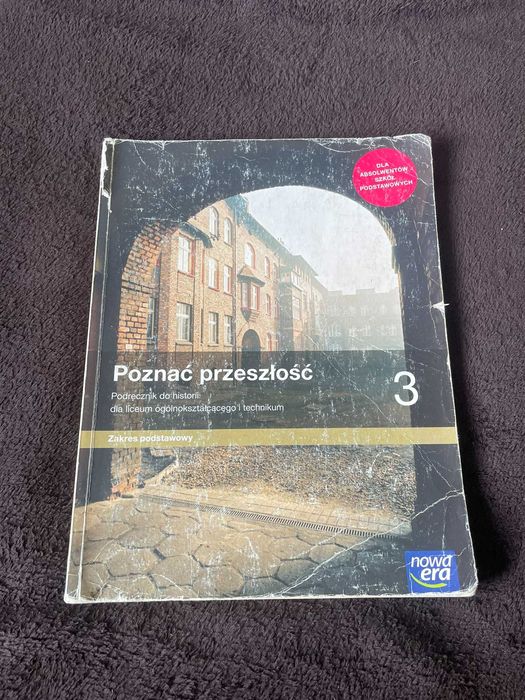 DLA
ABSOLWENTÓW
SZKÓŁ
PODSTAWOWYCH
Poznać przeszłość
3
Podręcznik do historii
dla liceum ogólnokształcącego i technikum
Zakres podstawowy
nowa
era